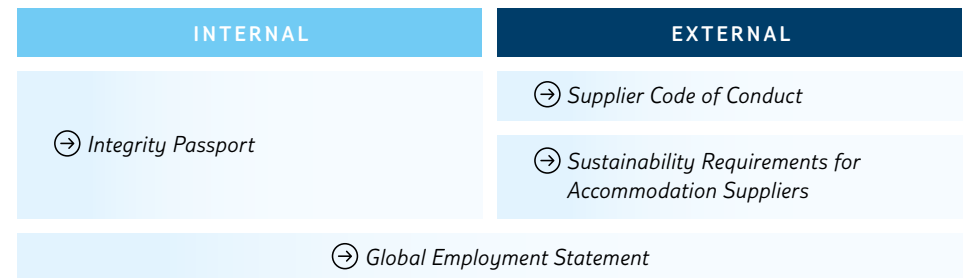 INTERNAL
EXTERNAL
Integrity Passport
Supplier Code of Conduct
Sustainability Requirements for
Accommodation Suppliers
Global Employment Statement